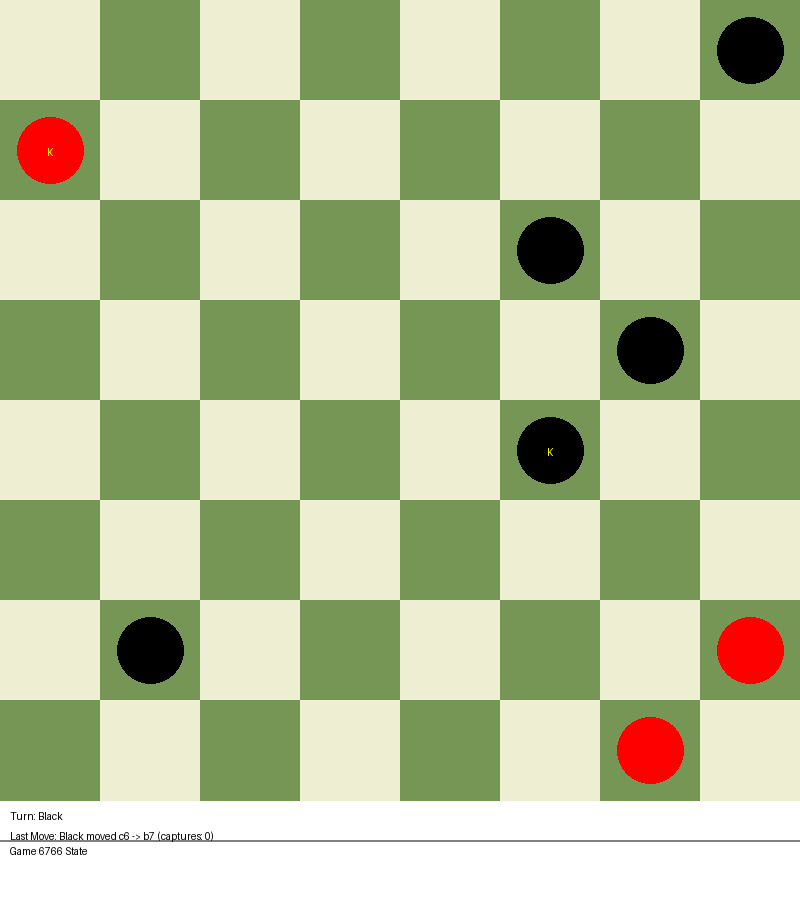 K
K
Turn: Black
Last Move: Black moved c6 -> b7 (captures: 0)
Game 6766 State